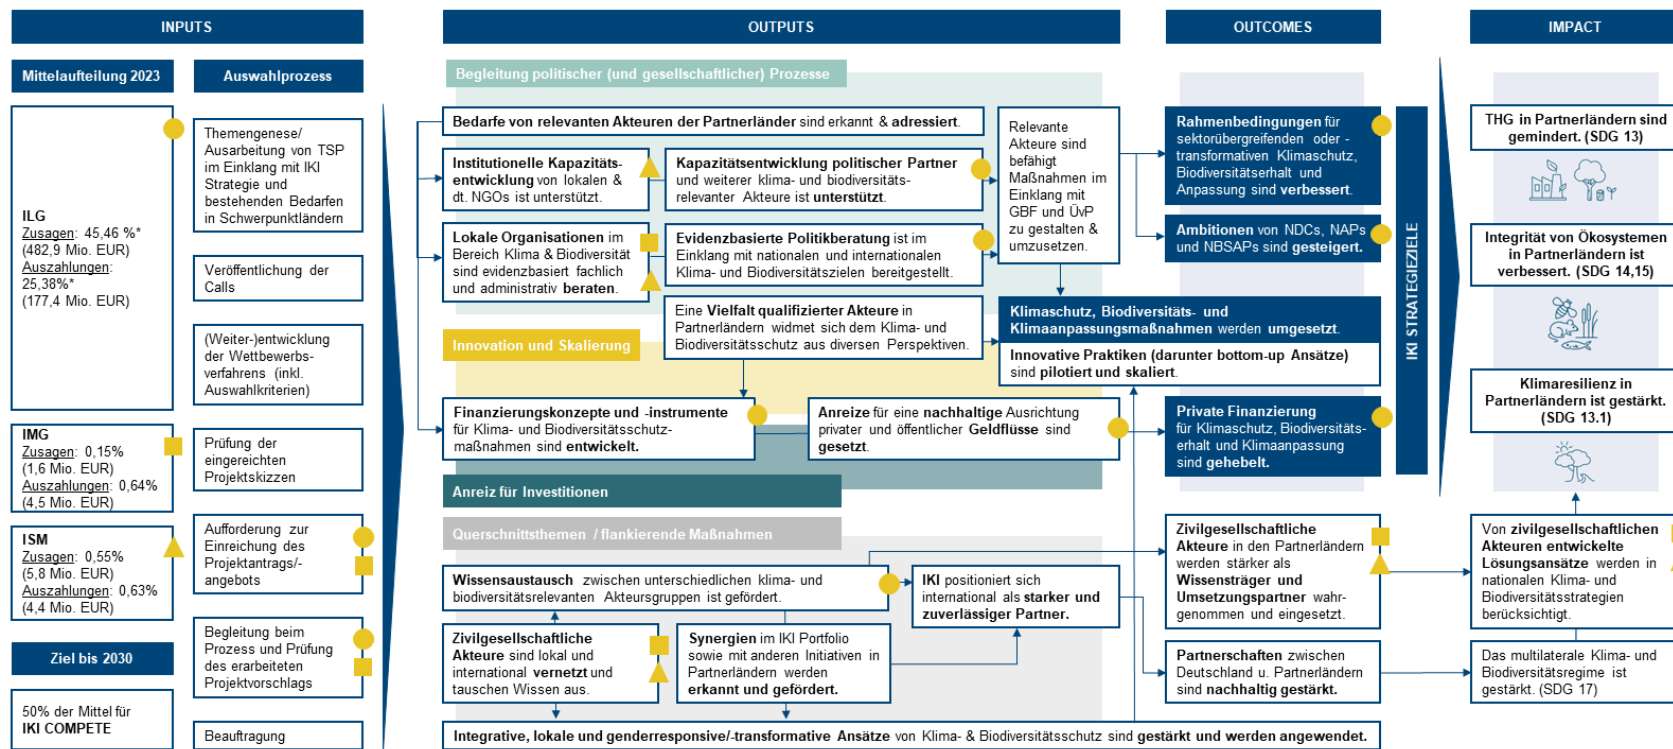 INPUTS
Mittelaufteilung 2023
ILG
Zusagen: 45,46 %*
(482,9 Mio. EUR)
Auszahlungen:
25,38%*
(177,4 Mio. EUR)
IMG
Zusagen: 0,15%
(1,6 Mio. EUR)
Auszahlungen: 0,64%
(4,5 Mio. EUR)
ISM
Zusagen: 0,55%
(5,8 Mio. EUR)
Auszahlungen: 0,63%
(4,4 Mio. EUR)
Ziel bis 2030
50% der Mittel für
IKI COMPETE
Auswahlprozess
Themengenese/
Ausarbeitung von TSP
im Einklang mit IKI
Strategie und
bestehenden Bedarfen
in Schwerpunktländern
Veröffentlichung der
Calls
(Weiter-)entwicklung
der Wettbewerbs-
verfahrens (inkl.
Auswahlkriterien)
Prüfung der
eingereichten
Projektskizzen
Aufforderung zur
Einreichung des
Projektantrags/-
angebots
Begleitung beim
Prozess und Prüfung
des erarbeiteten
Projektvorschlags
Beauftragung
OUTPUTS
Begleitung politischer (und gesellschaftlicher) Prozesse
Bedarfe von relevanten Akteuren der Partnerländer sind erkannt & adressiert.
Institutionelle Kapazitäts-
entwicklung von lokalen &
dt. NGOs ist unterstützt.
Kapazitätsentwicklung politischer Partner
und weiterer klima- und biodiversitäts-
relevanter Akteure ist unterstützt.
Lokale Organisationen im
Bereich Klima & Biodiversität
sind evidenzbasiert fachlich
und administrativ beraten.
Evidenzbasierte Politikberatung ist im
Einklang mit nationalen und internationalen
Klima- und Biodiversitätszielen bereitgestellt.
Relevante
Akteure sind
befähigt
Maßnahmen im
Einklang mit
GBF und ÜvP
zu gestalten &
umzusetzen.
Eine Vielfalt qualifizierter Akteure in
Partnerländern widmet sich dem Klima- und
Biodiversitätsschutz aus diversen Perspektiven.
Innovation und Skalierung
Klimaschutz, Biodiversitäts- und
Klimaanpassungsmaßnahmen werden umgesetzt.
Innovative Praktiken (darunter bottom-up Ansätze)
sind pilotiert und skaliert.
Finanzierungskonzepte und -instrumente
für Klima- und Biodiversitätsschutz-
maßnahmen sind entwickelt.
Anreize für eine nachhaltige Ausrichtung
privater und öffentlicher Geldflüsse sind
gesetzt.
Anreiz für Investitionen
Querschnittsthemen / flankierende Maßnahmen
Wissensaustausch zwischen unterschiedlichen klima- und
biodiversitätsrelevanten Akteursgruppen ist gefördert.
IKI positioniert sich
international als starker und
zuverlässiger Partner.
Zivilgesellschaftliche
Akteure sind lokal und
international vernetzt und
tauschen Wissen aus.
Synergien im IKI Portfolio
sowie mit anderen Initiativen in
Partnerländern werden
erkannt und gefördert.
Integrative, lokale und genderresponsive/-transformative Ansätze von Klima- & Biodiversitätsschutz sind gestärkt und werden angewendet.
OUTCOMES
Rahmenbedingungen für
sektorübergreifenden oder -
transformativen Klimaschutz,
Biodiversitätserhalt und
Anpassung sind verbessert.
Ambitionen von NDCs, NAPs
und NBSAPs sind gesteigert.
Private Finanzierung
für Klimaschutz, Biodiversitäts-
erhalt und Klimaanpassung
sind gehebelt.
Zivilgesellschaftliche
Akteure in den Partnerländern
werden stärker als
Wissensträger und
Umsetzungspartner wahr-
genommen und eingesetzt.
Partnerschaften zwischen
Deutschland u. Partnerländern
sind nachhaltig gestärkt.
IKI STRATEGIEZIELE
IMPACT
THG in Partnerländern sind
gemindert. (SDG 13)
Integrität von Ökosystemen
in Partnerländern ist
verbessert. (SDG 14,15)
Klimaresilienz in
Partnerländern ist gestärkt.
(SDG 13.1)
Von zivilgesellschaftlichen
Akteuren entwickelte
Lösungsansätze werden in
nationalen Klima- und
Biodiversitätsstrategien
berücksichtigt.
Das multilaterale Klima- und
Biodiversitätsregime ist
gestärkt. (SDG 17)